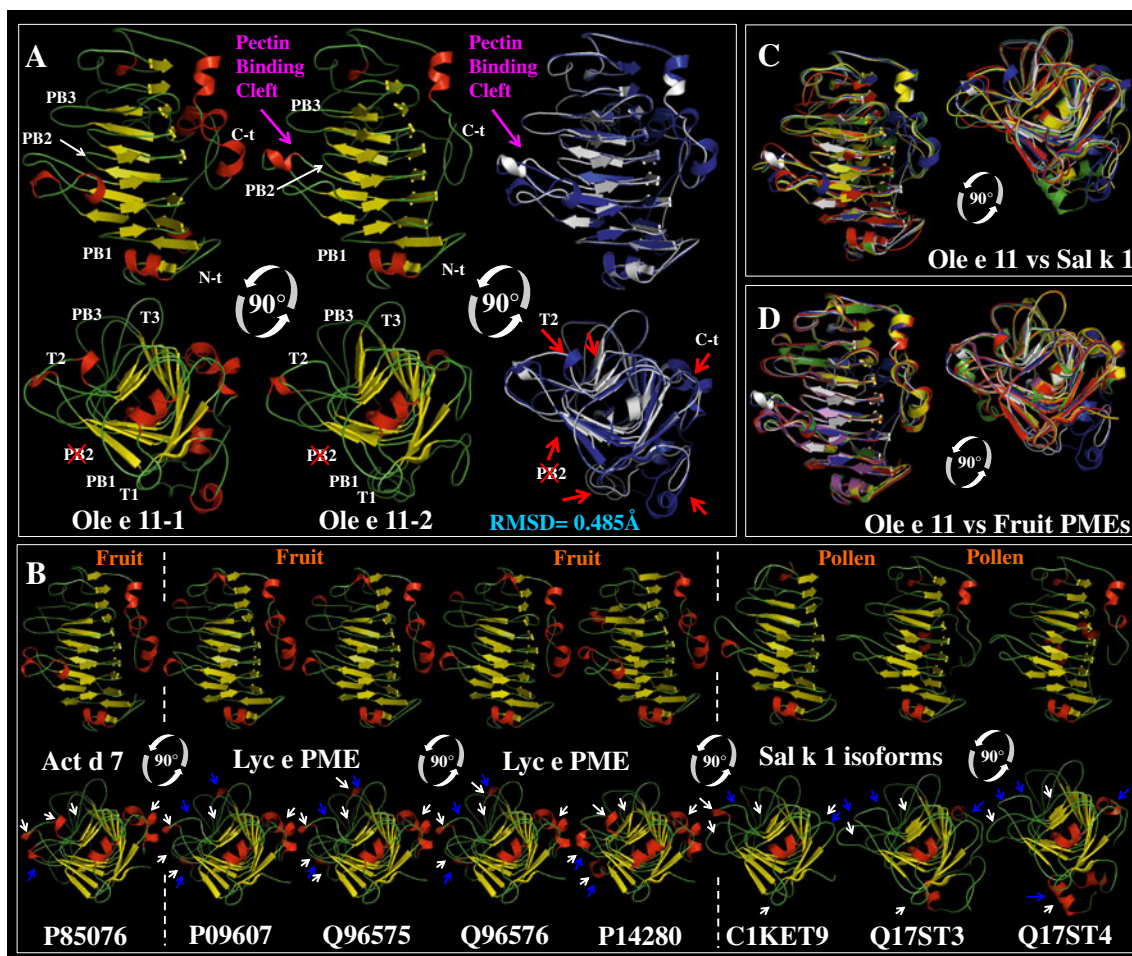 A
Pectin
Binding
Cleft
Pectin
Binding
Cleft
PB3
PB3
PB2
C-t
C-t
PB2
PB1
PB1
N-t
N-t
90°
90°
PB3
T3
PB3
T3
T2
T2
T2
C-t
PB2
PB2
PB2
PB1
T1
PB1
T1
Ole e 11-1
Ole e 11-2
RMSD= 0.485Å
C
90°
Ole e 11 vs Sal k 1
D
90°
Ole e 11 vs Fruit PMEs
B
Fruit
Fruit
Fruit
Pollen
Pollen
Act d 7
90°
Lyc e PME
90°
Lyc e PME
90°
Sal k 1 isoforms
90°
P85076
P09607
Q96575
Q96576
P14280
C1KET9
Q17ST3
Q17ST4